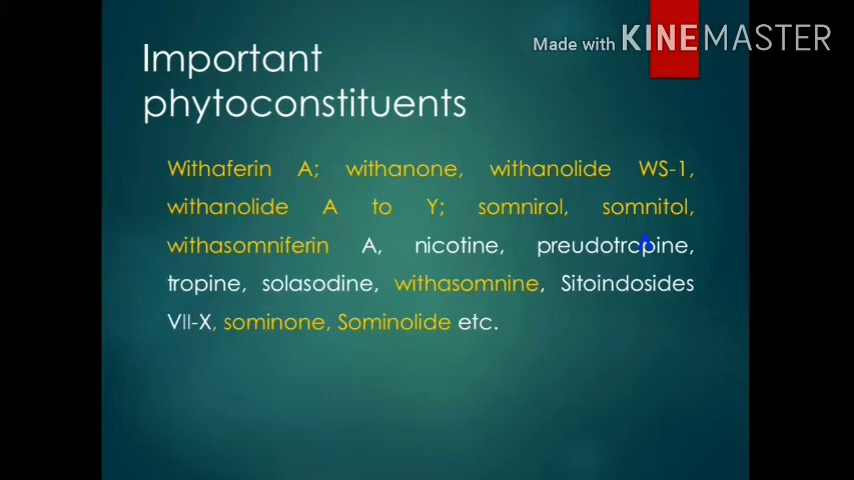 Made with KINEMASTER
Important
phytoconstituents
Withaferin A; withanone, withanolide WS-1,
withanolide A to Y; somnirol, somnitol,
withasomniferin A, nicotine, preudotropine,
tropine, solasodine, withasomnine, Sitoindosides
VII-X, sominone, Sominolide etc.